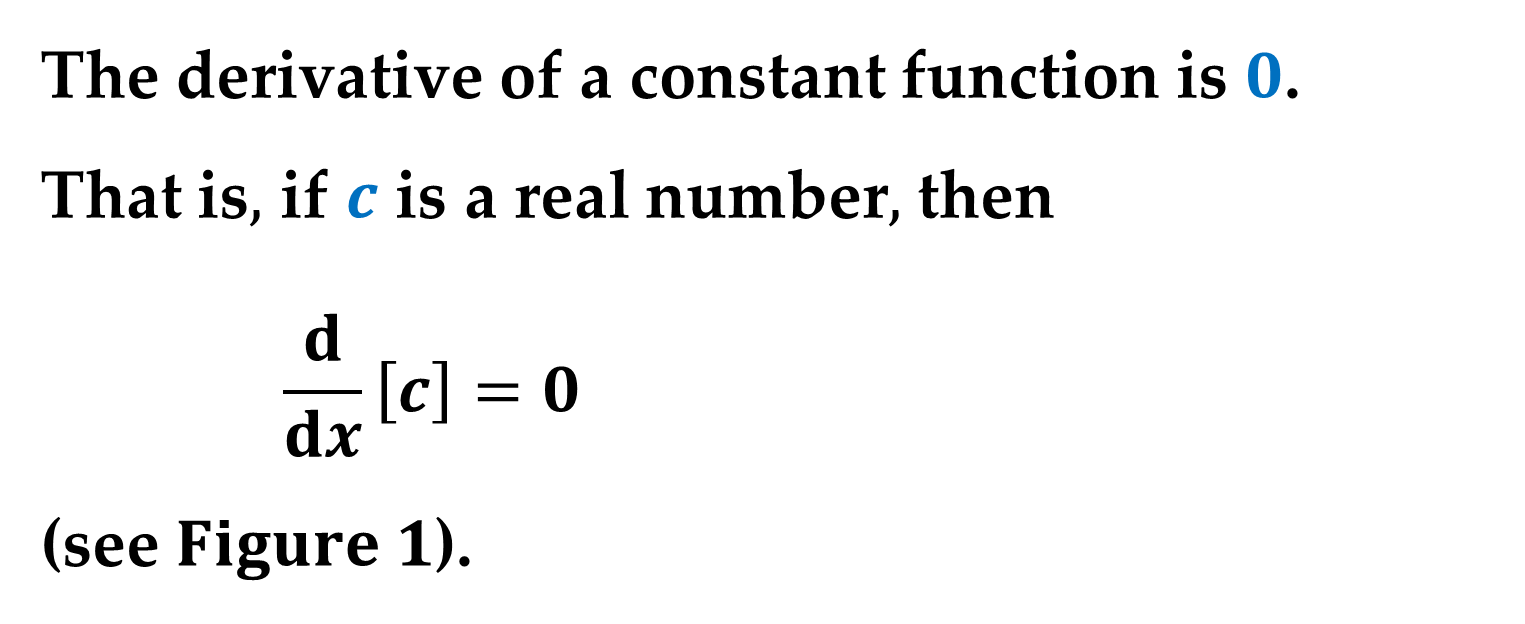 The derivative of a constant function is 0.
That is, if c is a real number, then
d/dx [c] = 0
(see Figure 1).